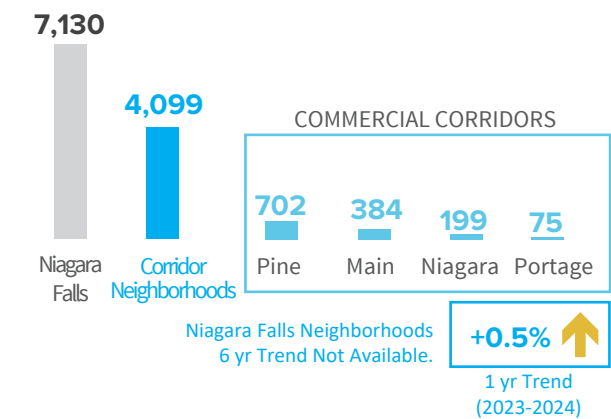 7,130
4,099
COMMERCIAL CORRIDORS
702
384
199
75
Niagara
Falls
Corridor
Neighborhoods
Pine
Main
Niagara
Portage
Niagara Falls Neighborhoods
6 yr Trend Not Available.
+0.5%
1 yr Trend
(2023-2024)